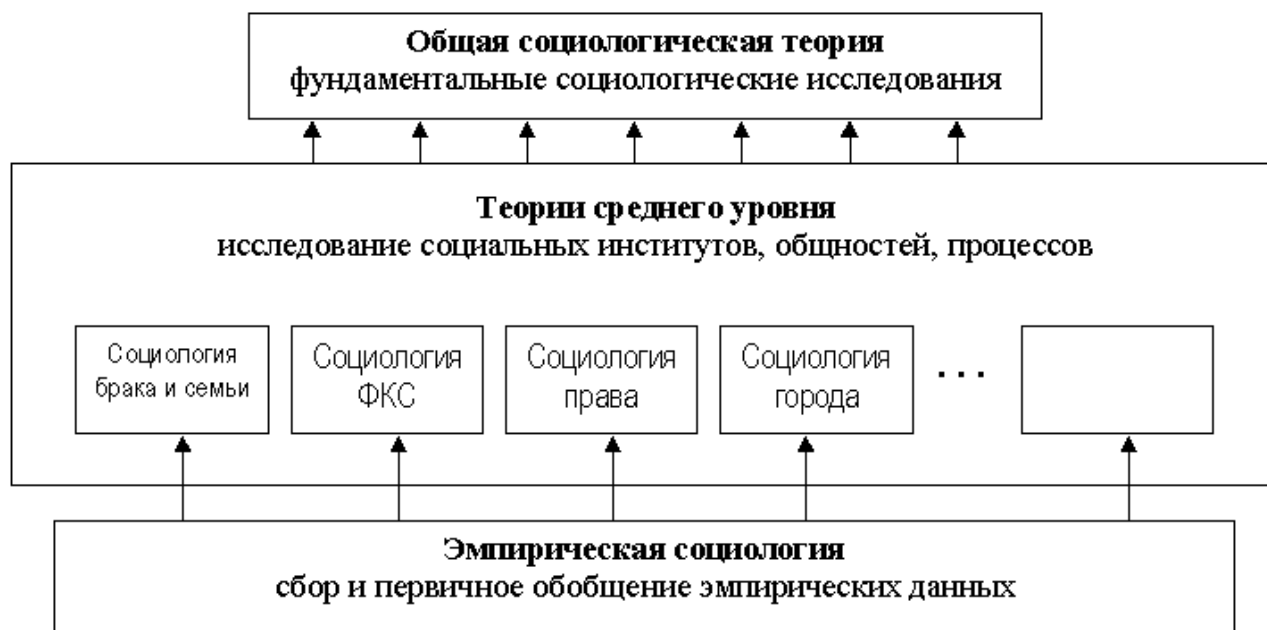 Общая социологическая теория
фундаментальные социологические исследования
Теории среднего уровня
исследование социальных институтов, общностей, процессов
Социология
брака и семьи
Социология
ФКС
Социология
права
Социология
города
...
Эмпирическая социология
сбор и первичное обобщение эмпирических данных